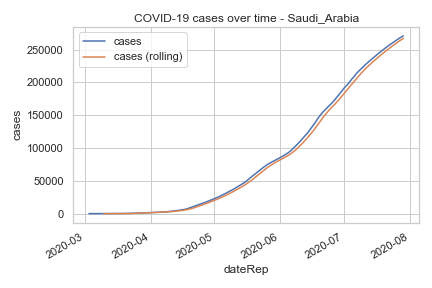 COVID-19 cases over time - Saudi_Arabia
cases
cases (rolling)
250000
200000
150000
100000
50000
0
cases
2020-03
2020-04
2020-05
2020-06
2020-07
2020-08
dateRep